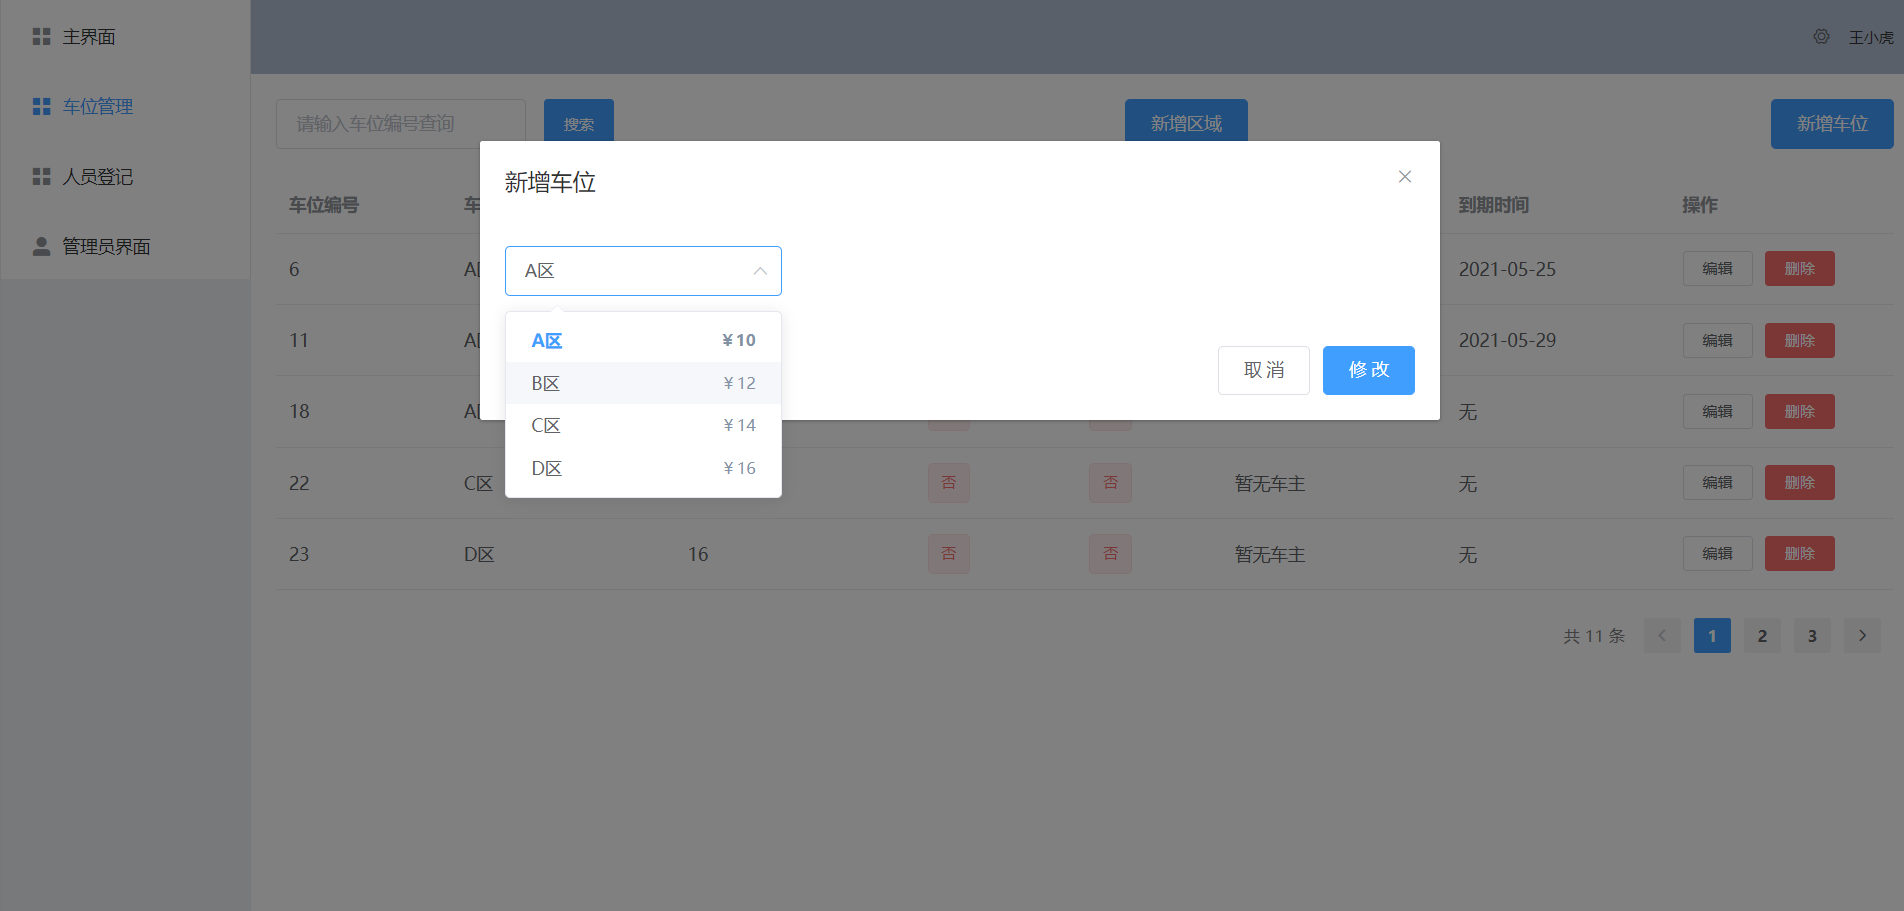 主界面
车位管理
人员登记
管理员界面
王小虎
请输入车位编号查询
搜索
新增区域
新增车位
新增车位
A区
A区 ¥10
B区 ¥12
C区 ¥14
D区 ¥16
取 消
修 改
车位编号 车 到期时间 操作
6 A 2021-05-25 编辑 删除
11 A 2021-05-29 编辑 删除
18 A 无 编辑 删除
22 C区 否 否 暂无车主 无 编辑 删除
23 D区 16 否 否 暂无车主 无 编辑 删除
共 11 条 1 2 3